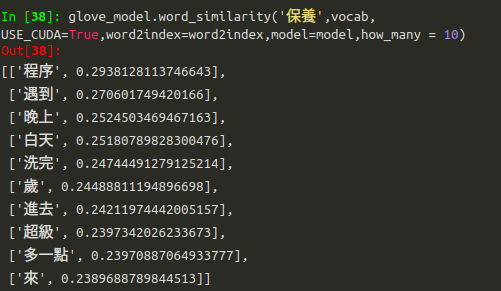 In [38]: glove_model.word_similarity('保養',vocab,
USE_CUDA=True,word2index=word2index,model=model,how_many = 10)
Out[38]:
[['程序', 0.2938128113746643],
['遇到', 0.270601749420166],
['晚上', 0.2524503469467163],
['白天', 0.25180789828300476],
['洗完', 0.24744491279125214],
['歲', 0.24488811194896698],
['進去', 0.24211974442005157],
['超級', 0.2397342026233673],
['多一點', 0.23970887064933777],
['來', 0.2389688789844513]]